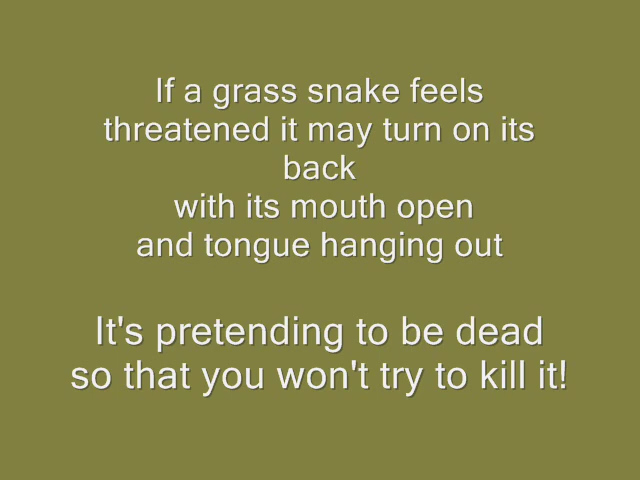 If a grass snake feels
threatened it may turn on its
back
with its mouth open
and tongue hanging out
It's pretending to be dead
so that you won't try to kill it!